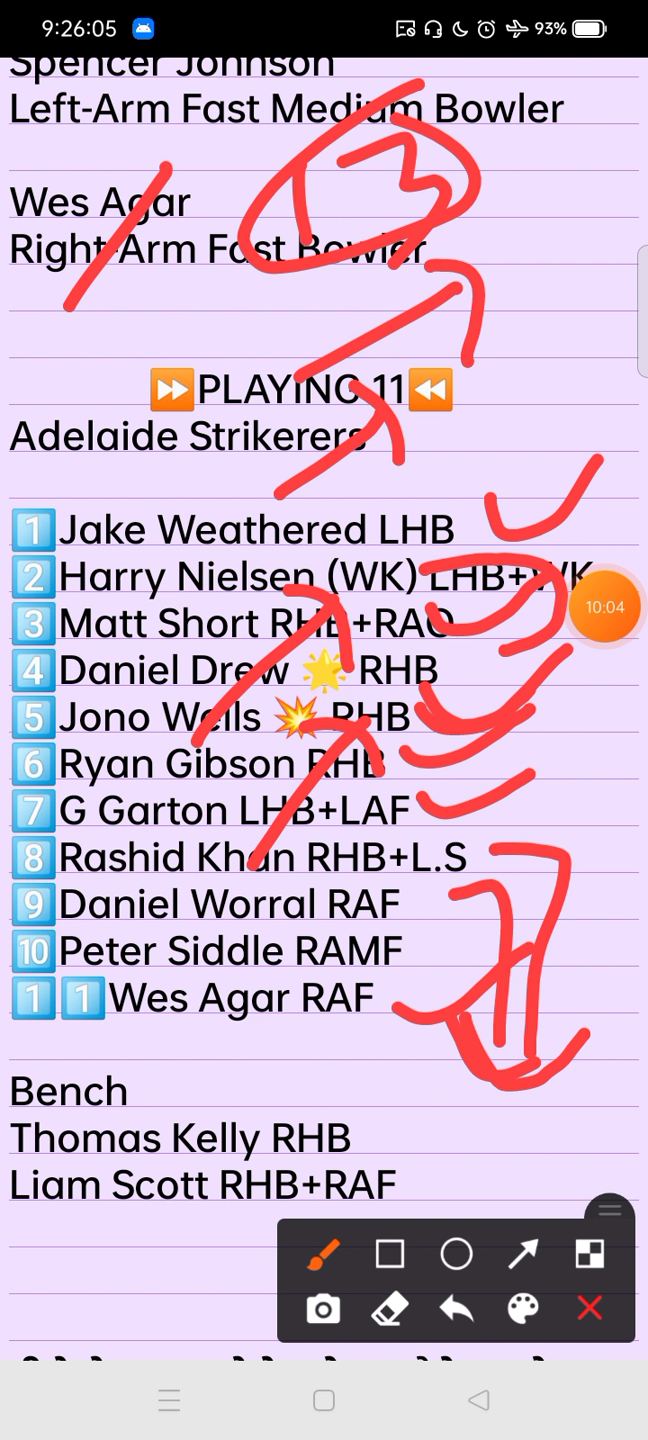 9:26:05
93%
Spencer Johnson
Left-Arm Fast Medium Bowler
Wes Agar
Right-Arm Fast Bowler
⏩PLAYING 11⏪
Adelaide Strikerers
1️⃣Jake Weathered LHB
2️⃣Harry Nielsen (WK) LHB+WK
10:04
3️⃣Matt Short RHB+RAO
4️⃣Daniel Drew 🌟 RHB
5️⃣Jono Wells 💥 RHB
6️⃣Ryan Gibson RHB
7️⃣G Garton LHB+LAF
8️⃣Rashid Khan RHB+L.S
9️⃣Daniel Worral RAF
🔟Peter Siddle RAMF
1️⃣1️⃣Wes Agar RAF
Bench
Thomas Kelly RHB
Liam Scott RHB+RAF